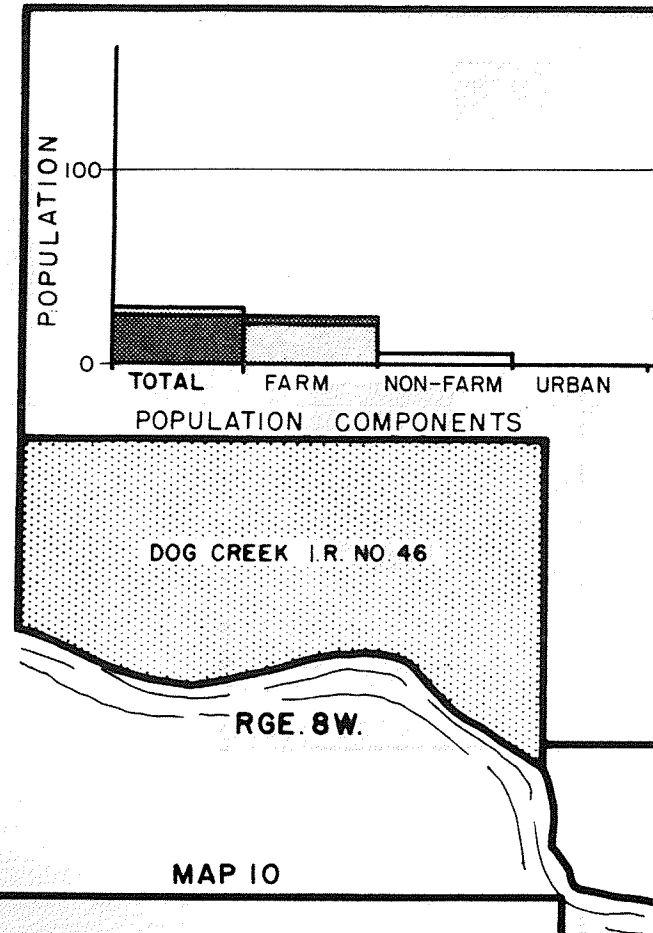 POPULATION
100
0
TOTAL FARM NON-FARM URBAN
POPULATION COMPONENTS
DOG CREEK I.R. NO. 46
RGE. 8W.
MAP 10